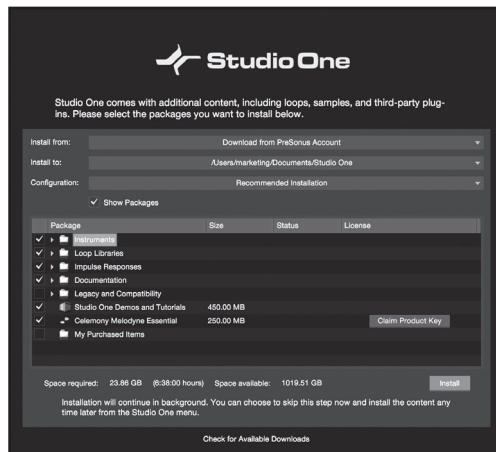 Studio One
Studio One comes with additional content, including loops, samples, and third-party plug-
ins. Please select the packages you want to install below.
Install from: Download from PreSonus Account
Install to: /Users/marketing/Documents/Studio One
Configuration: Recommended Installation
Show Packages
Package Size Status License
Instruments
Loop Libraries
Impulse Responses
Documentation
Legacy and Compatibility
Studio One Demos and Tutorials 450.00 MB
Celemony Melodyne Essential 250.00 MB Claim Product Key
My Purchased Items
Space required: 23.86 GB (6:38:00 hours) Space available: 1019.51 GB Install
Installation will continue in background. You can choose to skip this step now and install the content any
time later from the Studio One menu.
Check for Available Downloads